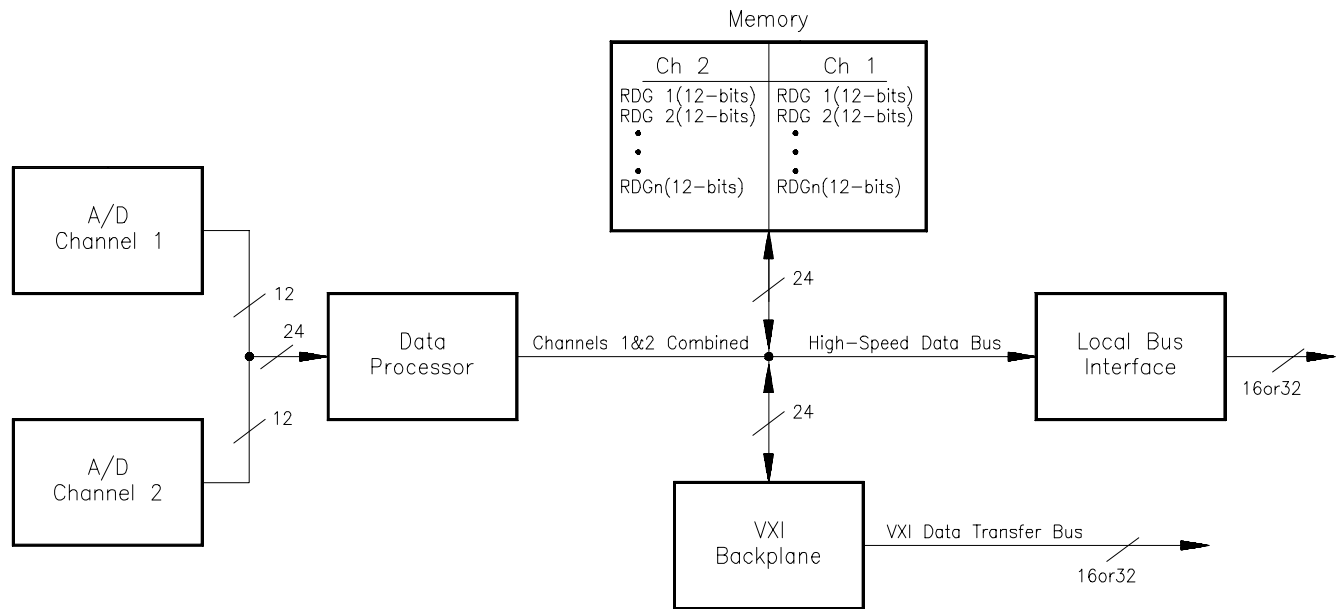 Memory
Ch 2
Ch 1
RDG 1(12-bits)
RDG 1(12-bits)
RDG 2(12-bits)
RDG 2(12-bits)
RDGn(12-bits)
RDGn(12-bits)
A/D
Channel 1
12
24
24
Data
Processor
Channels 1&2 Combined
High-Speed Data Bus
Local Bus
Interface
16or32
12
24
A/D
Channel 2
VXI
Backplane
VXI Data Transfer Bus
16or32